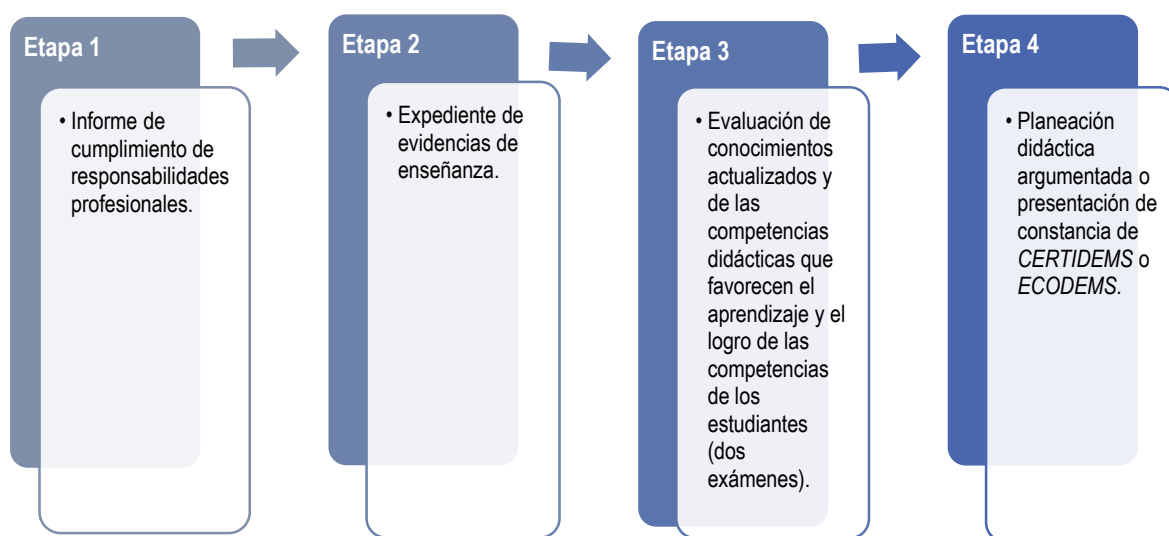 Etapa 1
• Informe de
cumplimiento de
responsabilidades
profesionales.
Etapa 2
• Expediente de
evidencias de
enseñanza.
Etapa 3
• Evaluación de
conocimientos
actualizados y
de las
competencias
didácticas que
favorecen el
aprendizaje y el
logro de las
competencias
de los
estudiantes
(dos
exámenes).
Etapa 4
• Planeación
didáctica
argumentada o
presentación de
constancia de
CERTIDEMS o
ECODEMS.